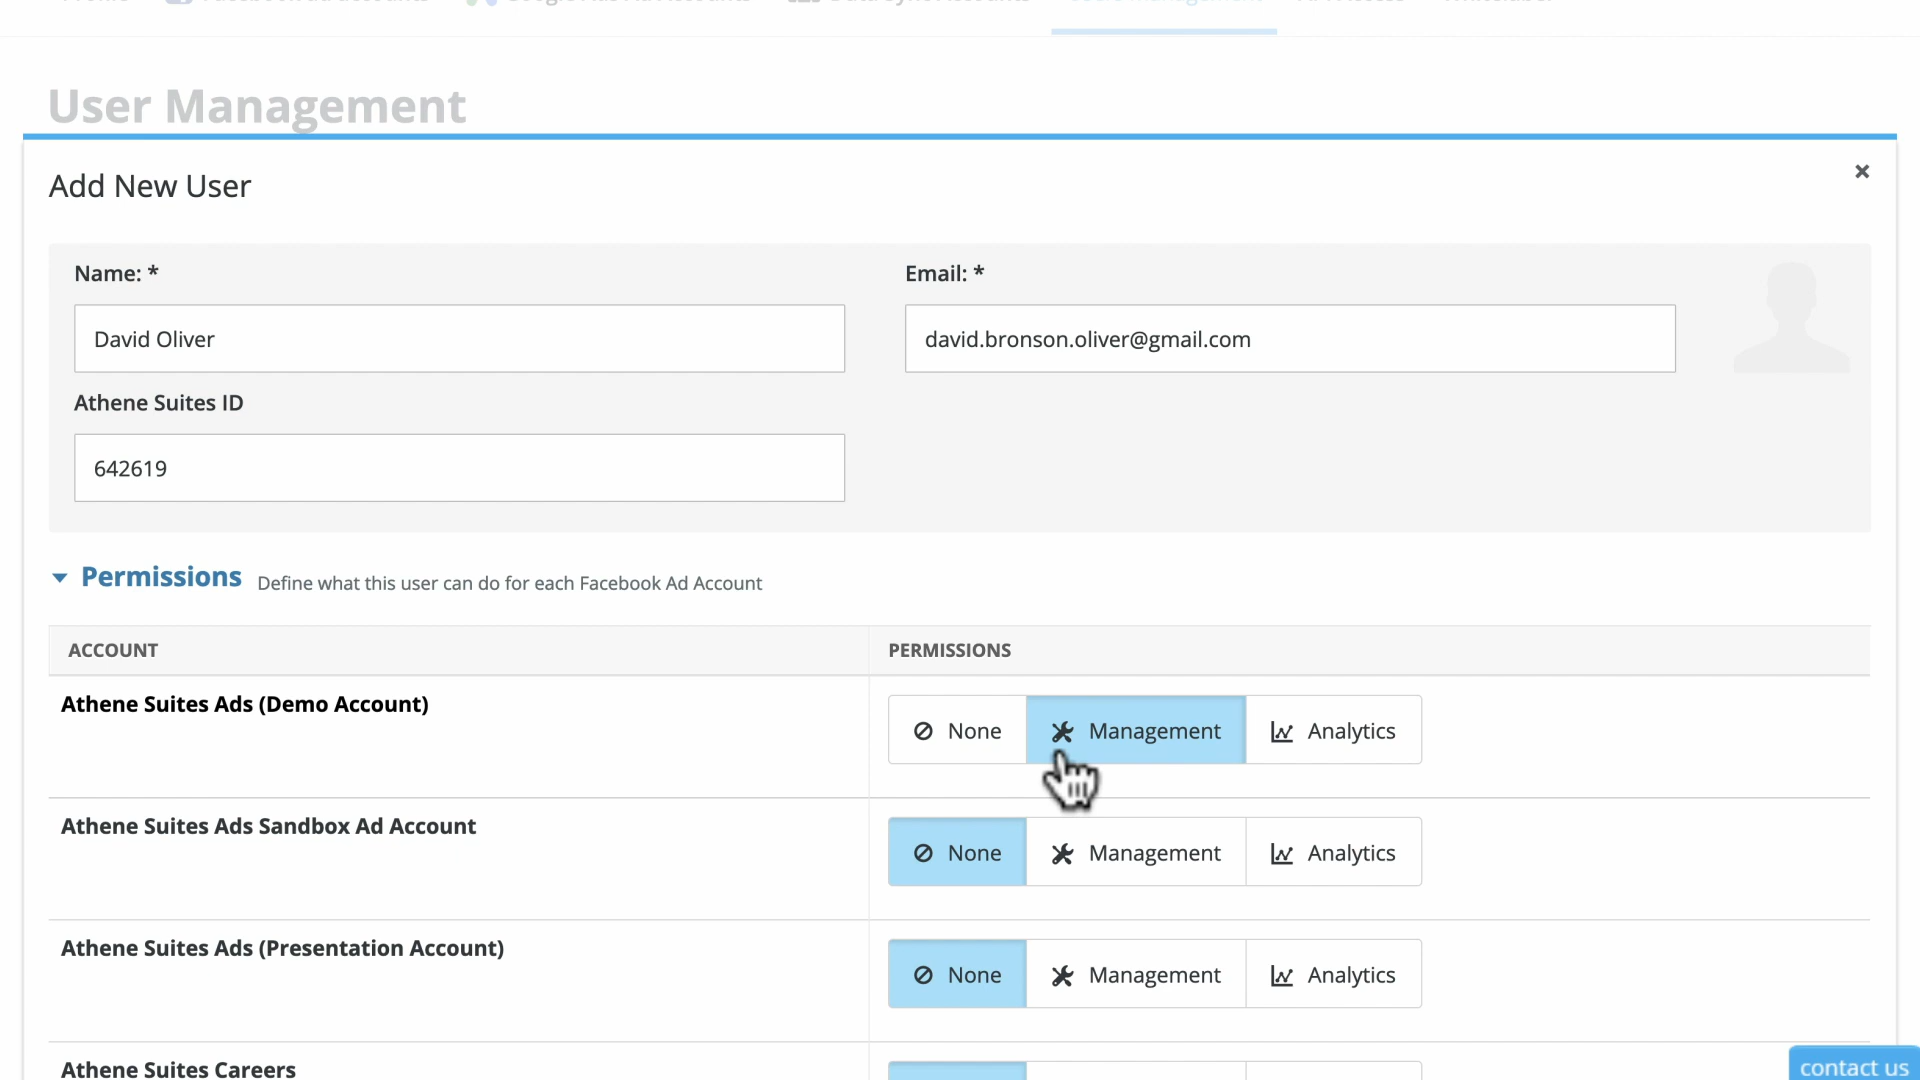 User Management
Add New User
×
Name: *
Email: *
David Oliver
david.bronson.oliver@gmail.com
Athene Suites ID
642619
Permissions Define what this user can do for each Facebook Ad Account
ACCOUNT
PERMISSIONS
Athene Suites Ads (Demo Account)
None Management Analytics
Athene Suites Ads Sandbox Ad Account
None Management Analytics
Athene Suites Ads (Presentation Account)
None Management Analytics
Athene Suites Careers
contact us